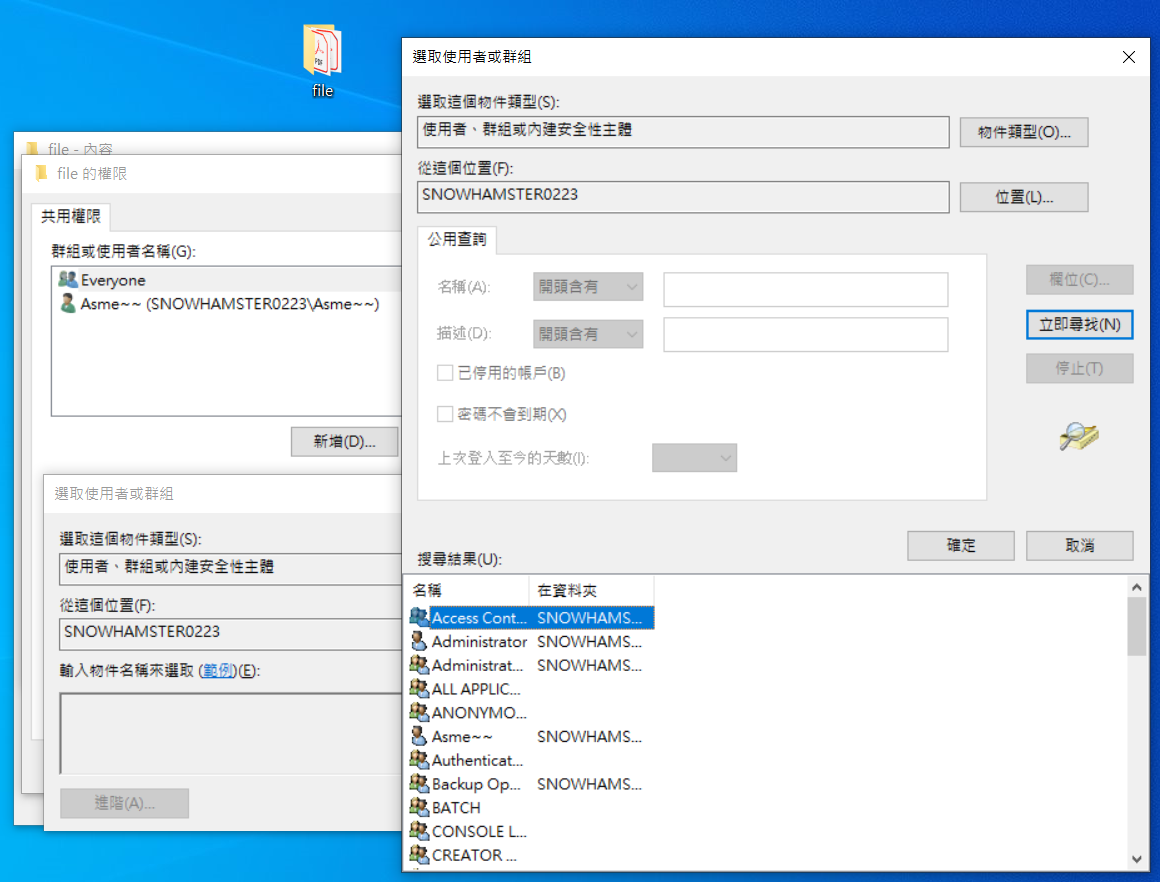 file
file - 內容
file 的權限
共用權限
群組或使用者名稱(G):
Everyone
Asme~~ (SNOWHAMSTER0223\Asme~~)
新增(D)...
選取使用者或群組
選取這個物件類型(S):
使用者、群組或內建安全性主體
從這個位置(F):
SNOWHAMSTER0223
輸入物件名稱來選取 (範例)(E):
進階(A)...
選取使用者或群組
選取這個物件類型(S):
使用者、群組或內建安全性主體
物件類型(O)...
從這個位置(F):
SNOWHAMSTER0223
位置(L)...
公用查詢
名稱(A): 開頭含有
描述(D): 開頭含有
已停用的帳戶(B)
密碼不會到期(X)
上次登入至今的天數(I):
欄位(C)...
立即尋找(N)
停止(T)
確定 取消
搜尋結果(U):
名稱 在資料夾
Access Cont... SNOWHAMS...
Administrator SNOWHAMS...
Administrat... SNOWHAMS...
ALL APPLIC...
ANONYMO...
Asme~~ SNOWHAMS...
Authenticat...
Backup Op... SNOWHAMS...
BATCH
CONSOLE L...
CREATOR ...